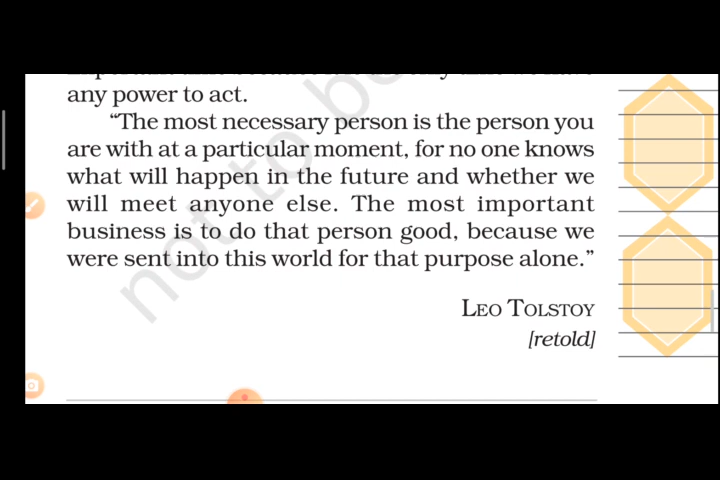 any power to act.
“The most necessary person is the person you
are with at a particular moment, for no one knows
what will happen in the future and whether we
will meet anyone else. The most important
business is to do that person good, because we
were sent into this world for that purpose alone.”
LEO TOLSTOY
[retold]
not to be